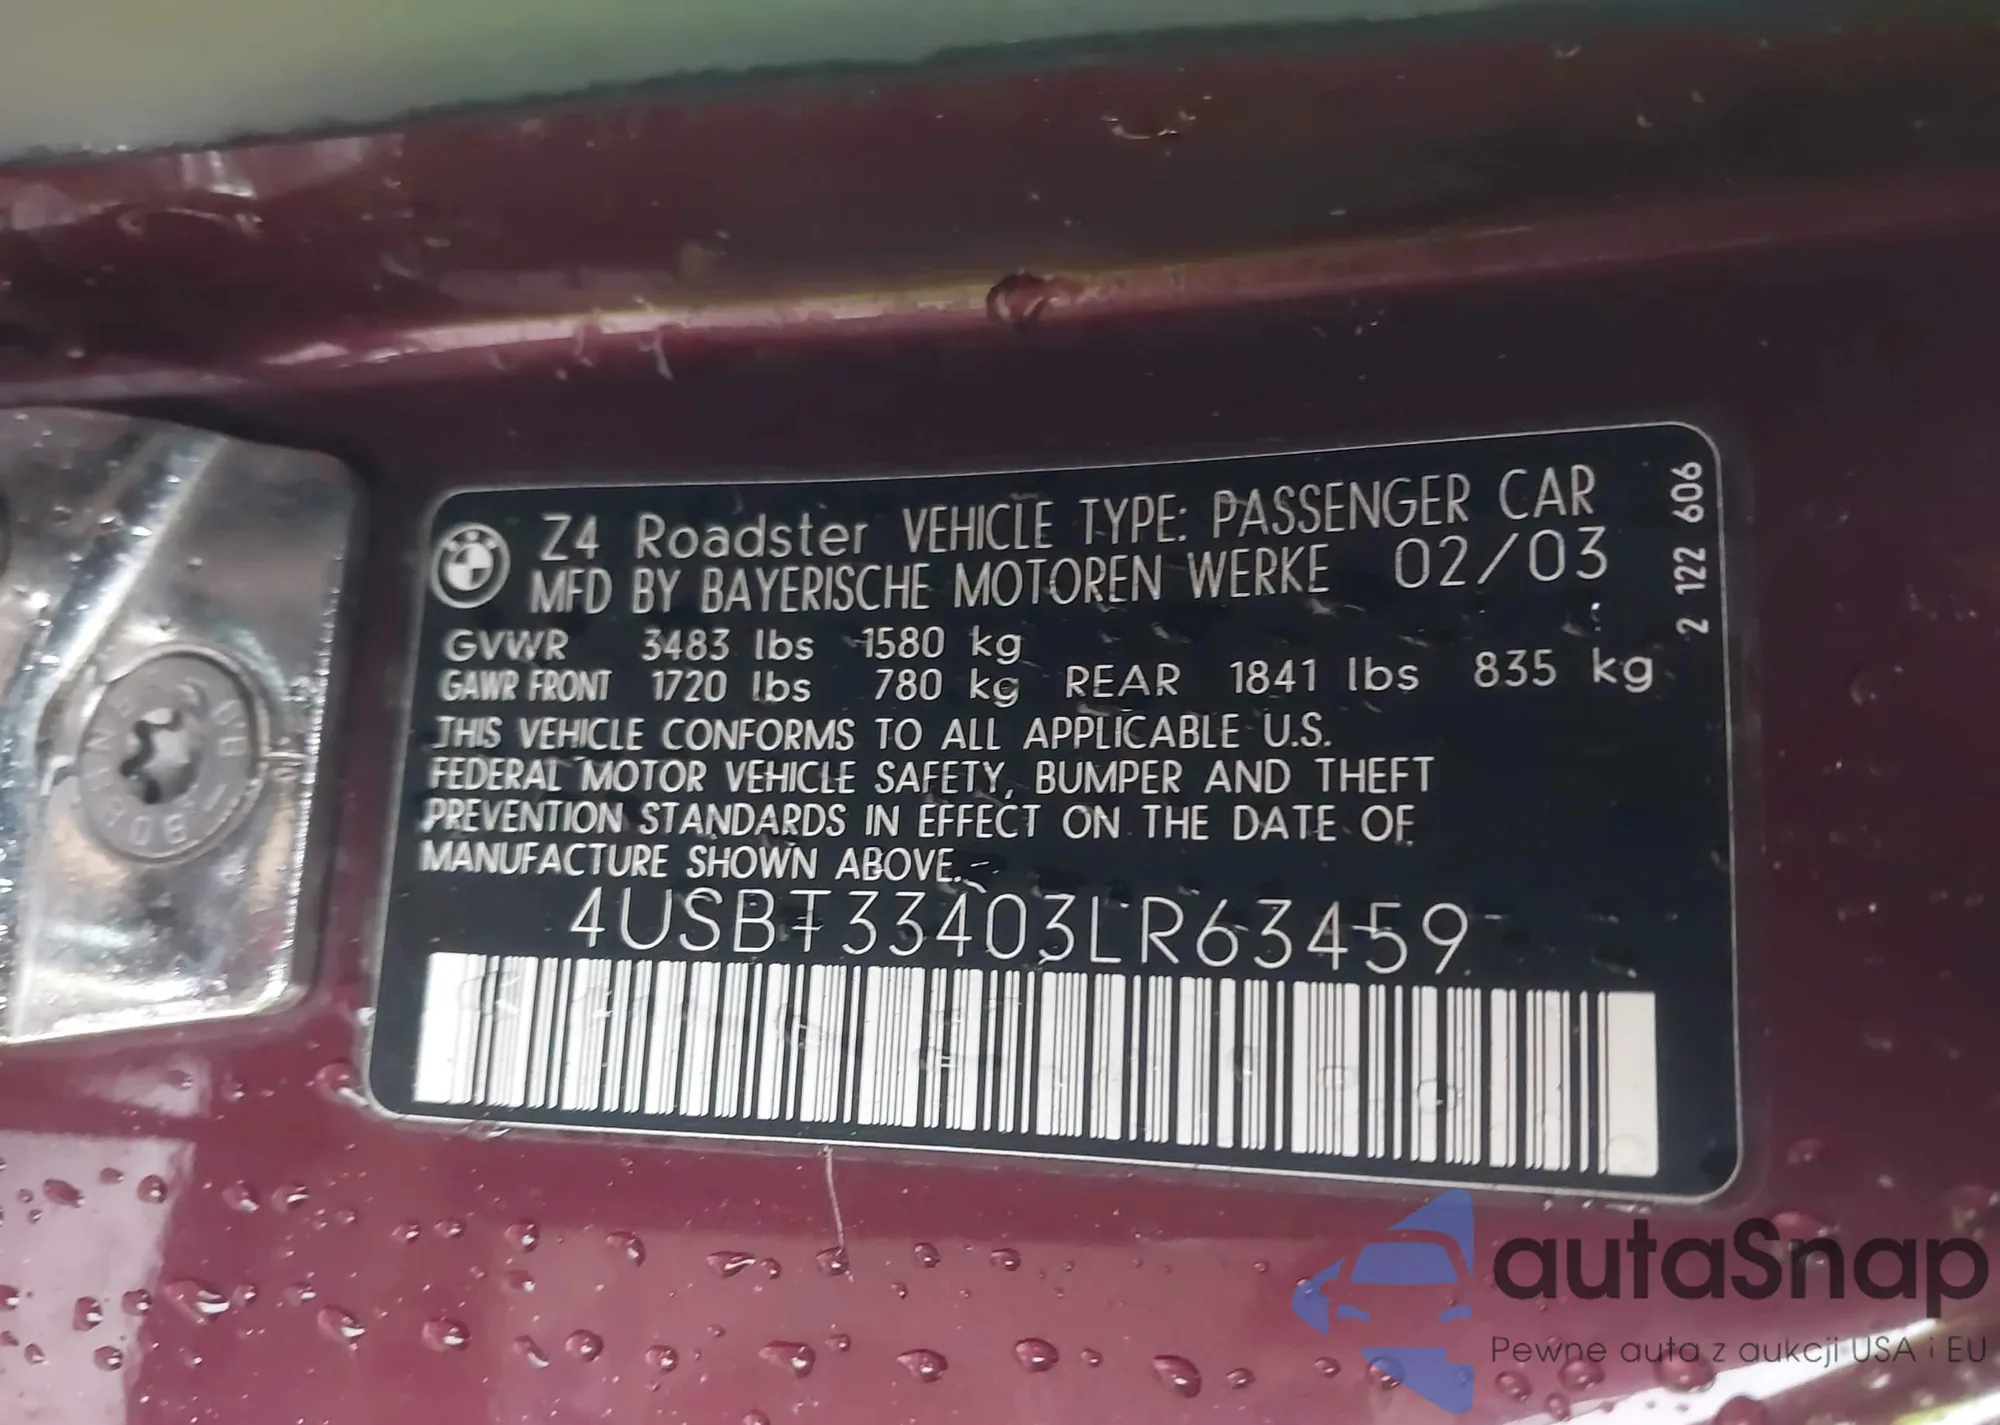 Z4 Roadster VEHICLE TYPE: PASSENGER CAR
MFD BY BAYERISCHE MOTOREN WERKE 02/03
GVWR 3483 lbs 1580 kg
GAWR FRONT 1720 lbs 780 kg REAR 1841 lbs 835 kg
THIS VEHICLE CONFORMS TO ALL APPLICABLE U.S.
FEDERAL MOTOR VEHICLE SAFETY, BUMPER AND THEFT
PREVENTION STANDARDS IN EFFECT ON THE DATE OF
MANUFACTURE SHOWN ABOVE.
4USBT33403LR63459
2 122 606
autaSnap
Pewne auta z aukcji USA i EU